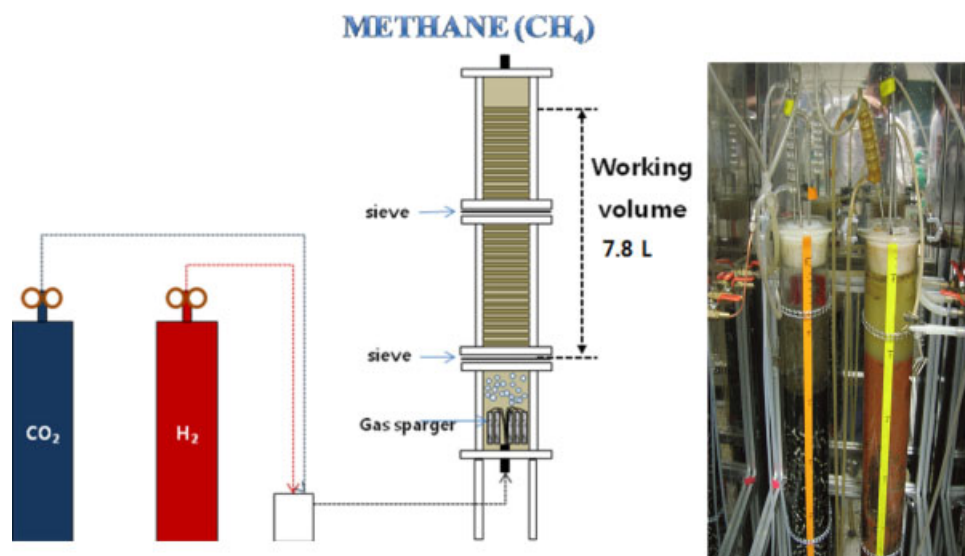 METHANE (CH₄)
sieve
Working
volume
7.8 L
sieve
Gas sparger
CO₂
H₂